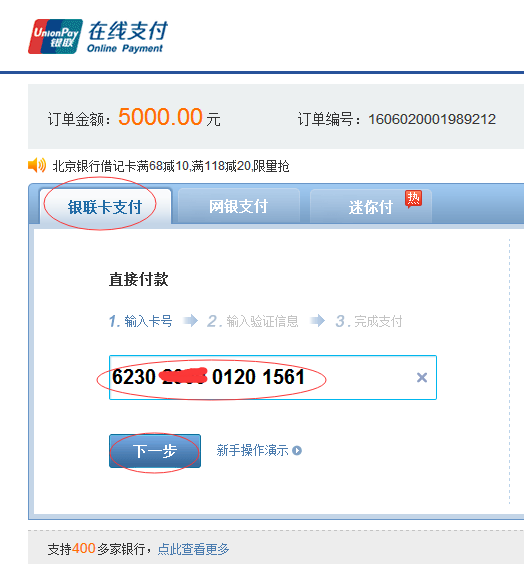 UnionPay
银联
在线支付
Online Payment
订单金额：5000.00元 订单编号：1606020001989212
北京银行借记卡满68减10,满118减20,限量抢
银联卡支付 网银支付 迷你付 热
直接付款
1. 输入卡号 2. 输入验证信息 3. 完成支付
6230 0120 1561 ×
下一步 新手操作演示
支持400多家银行，点此查看更多